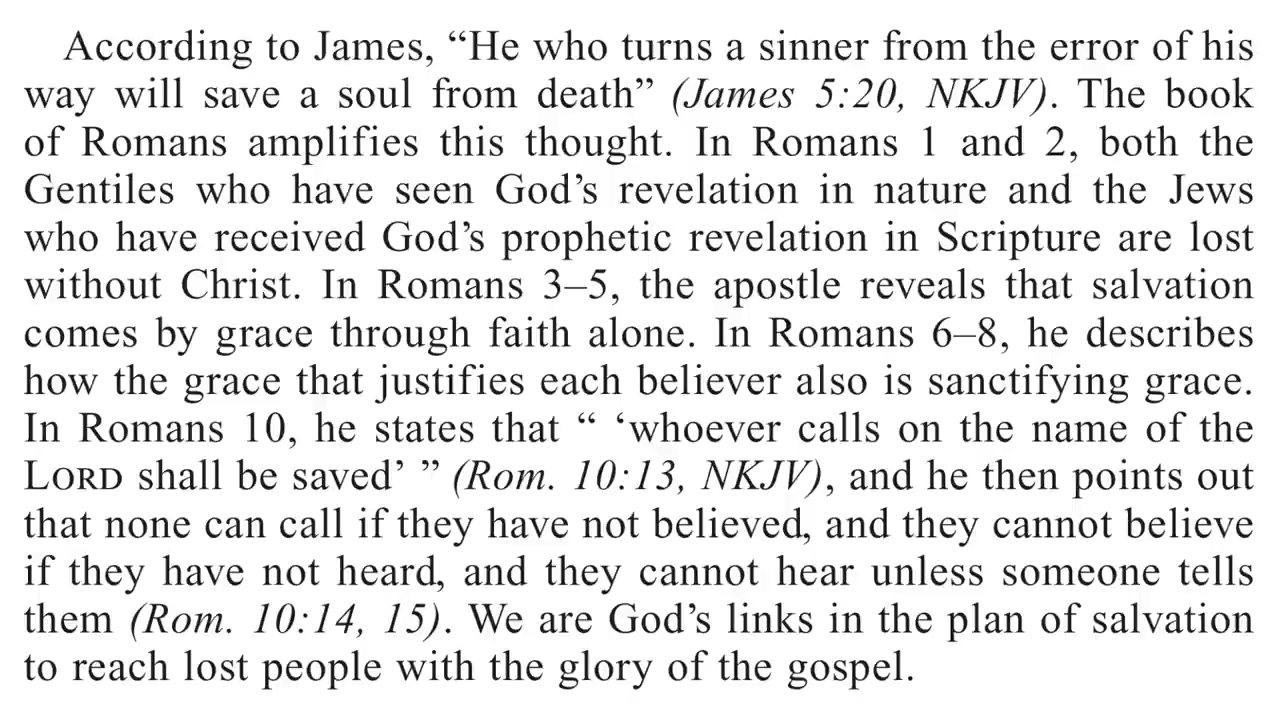 According to James, “He who turns a sinner from the error of his
way will save a soul from death” (James 5:20, NKJV). The book
of Romans amplifies this thought. In Romans 1 and 2, both the
Gentiles who have seen God’s revelation in nature and the Jews
who have received God’s prophetic revelation in Scripture are lost
without Christ. In Romans 3–5, the apostle reveals that salvation
comes by grace through faith alone. In Romans 6–8, he describes
how the grace that justifies each believer also is sanctifying grace.
In Romans 10, he states that “ ‘whoever calls on the name of the
LORD shall be saved’ ” (Rom. 10:13, NKJV), and he then points out
that none can call if they have not believed, and they cannot believe
if they have not heard, and they cannot hear unless someone tells
them (Rom. 10:14, 15). We are God’s links in the plan of salvation
to reach lost people with the glory of the gospel.